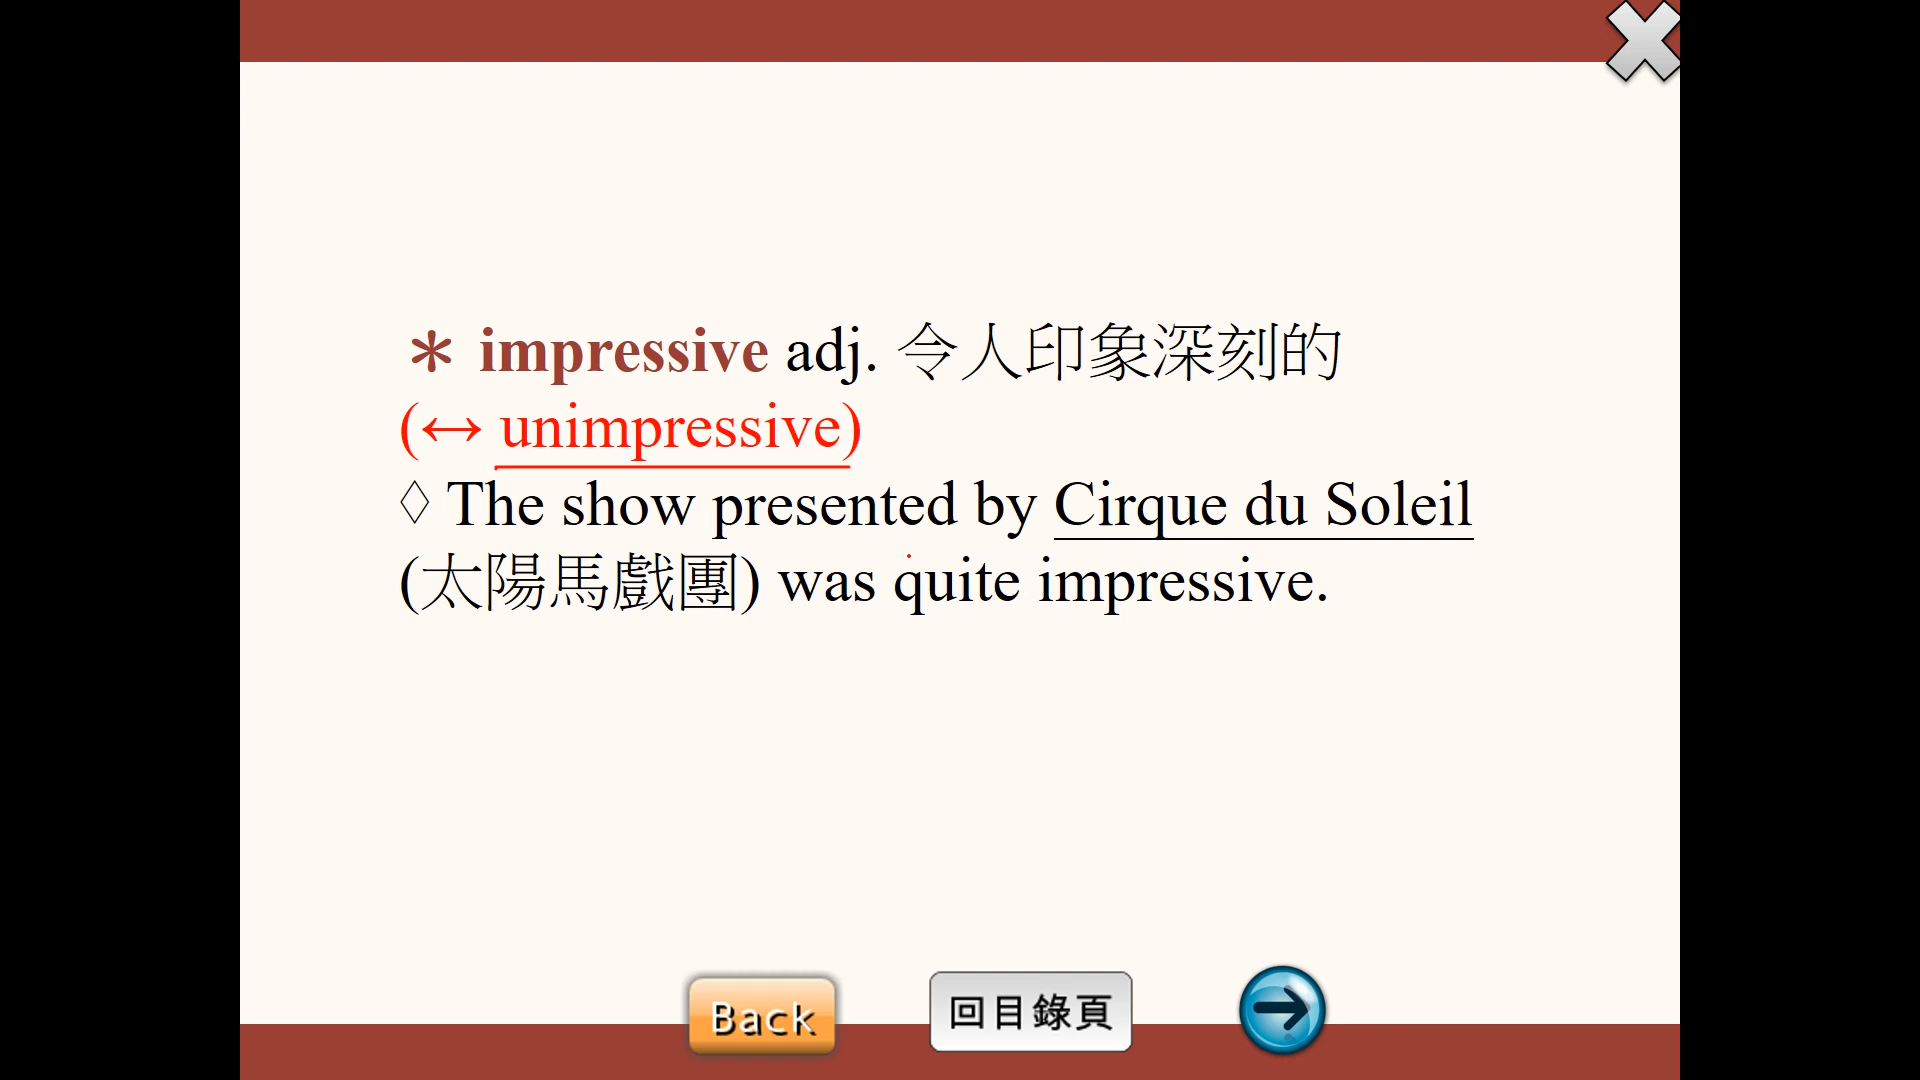 ＊ impressive adj. 令人印象深刻的
(↔ unimpressive)
◊ The show presented by Cirque du Soleil
(太陽馬戲團) was quite impressive.
Back
回目錄頁